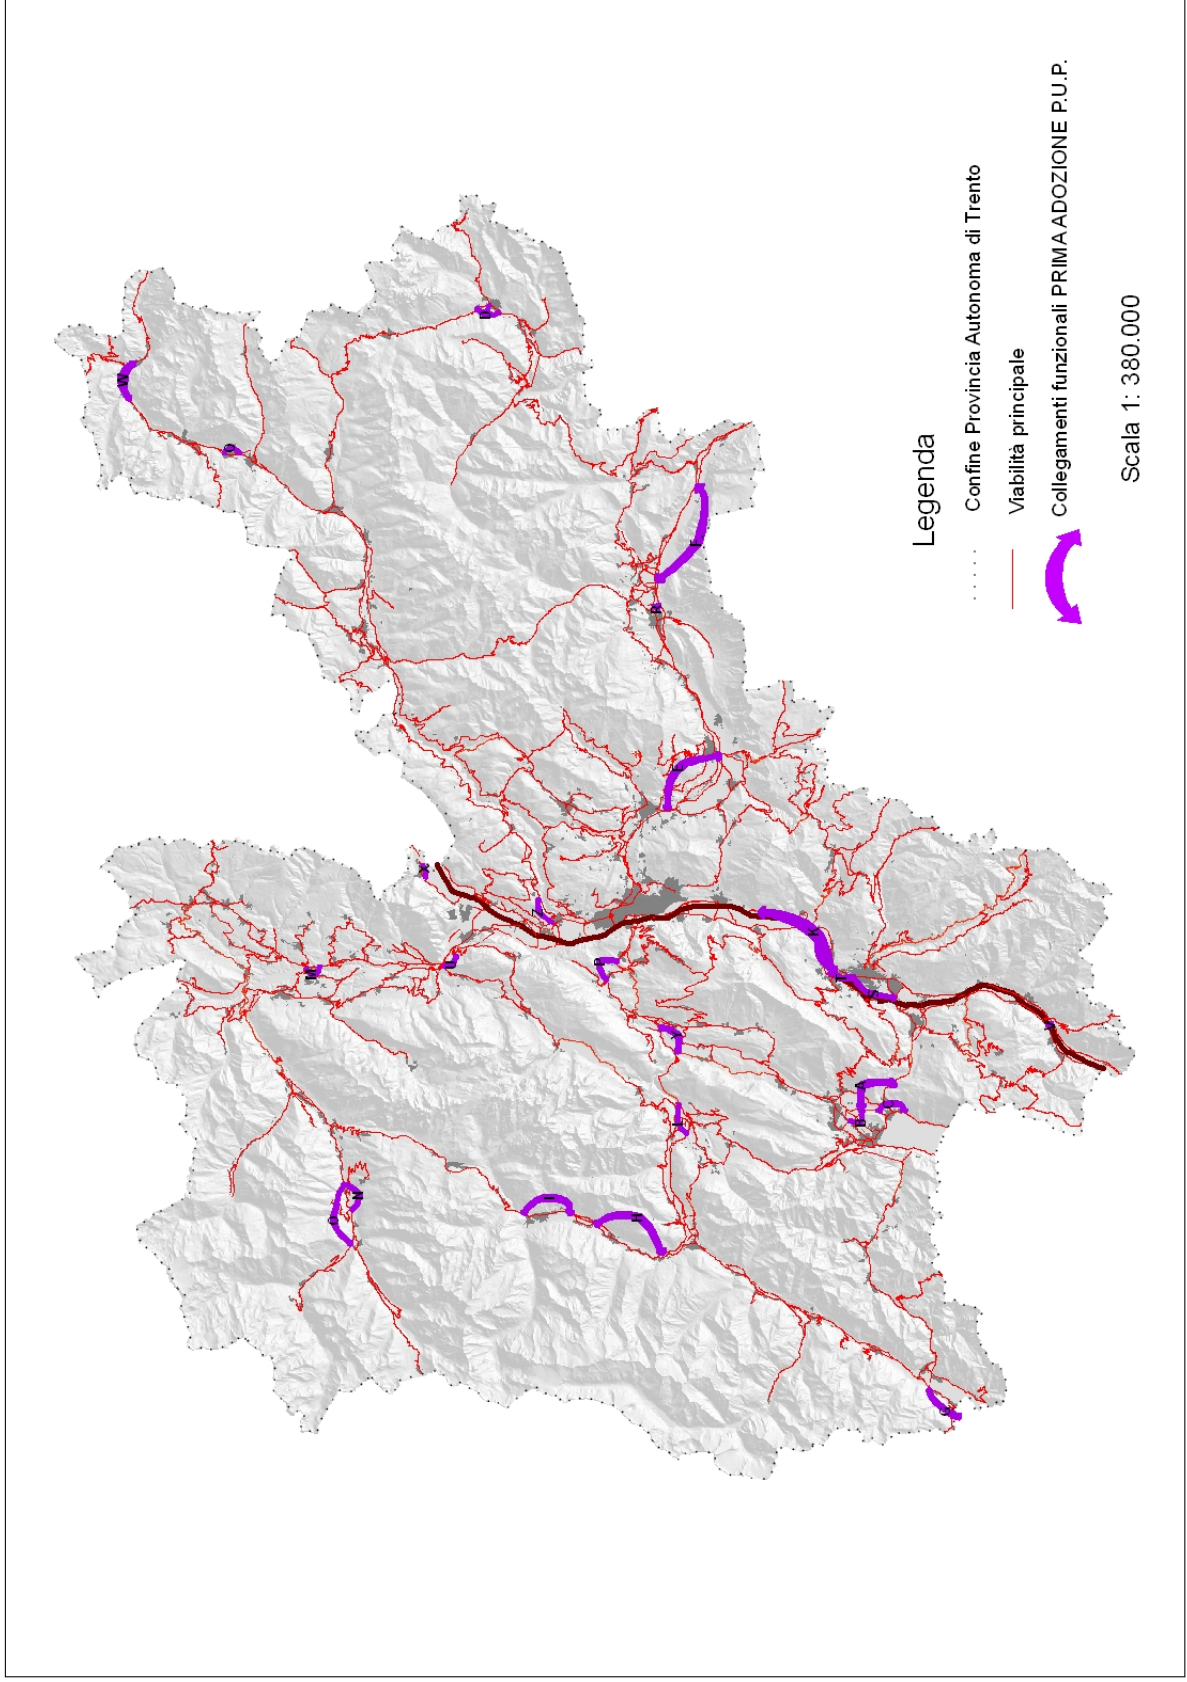 Legenda
Confine Provincia Autonoma di Trento
Viabilità principale
Collegamenti funzionali PRIMA ADOZIONE P.U.P.
Scala 1: 380.000
W
Q
D
R
F
E
X
Z
U
M
P
K
T
S
Y
L
A
B
I
H
O
N
G